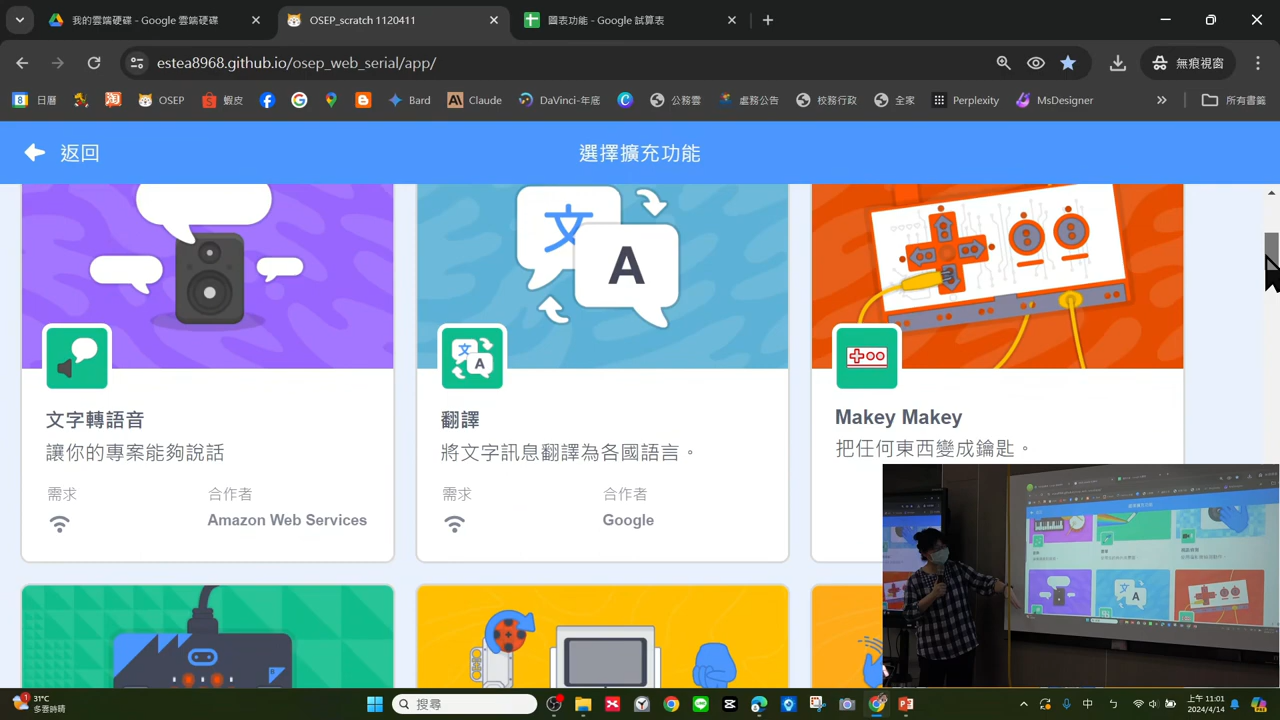 我的雲端硬碟 - Google 雲端硬碟
OSEP_scratch 1120411
圖表功能 - Google 試算表
estea8968.github.io/osep_web_serial/app/
無痕視窗
8 日曆
淘
OSEP
蝦皮
Bard
Claude
DaVinci-年底
公務雲
處務公告
校務行政
全家
Perplexity
MsDesigner
所有書籤
返回
選擇擴充功能
文
A
文字轉語音
讓你的專案能夠說話
需求
合作者
Amazon Web Services
翻譯
將文字訊息翻譯為各國語言。
需求
合作者
Google
Makey Makey
把任何東西變成鑰匙。
31°C
多雲時晴
搜尋
中
上午 11:01
2024/4/14